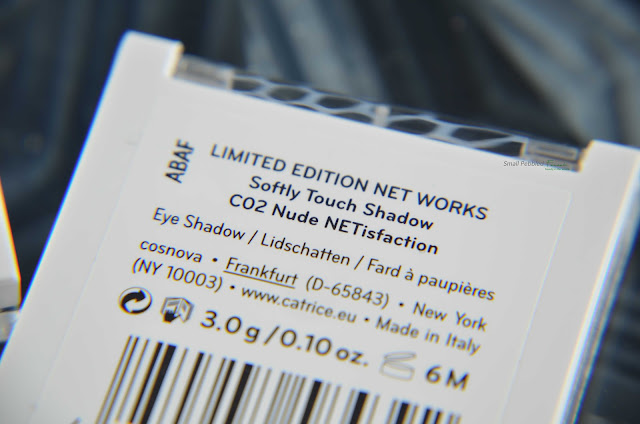 ABAF
LIMITED EDITION NET WORKS
Softly Touch Shadow
C02 Nude NETisfaction
Eye Shadow / Lidschatten / Fard à paupières
cosnova • Frankfurt (D-65843) • New York
(NY 10003) • www.catrice.eu • Made in Italy
3.0 g / 0.10 oz. 6 M